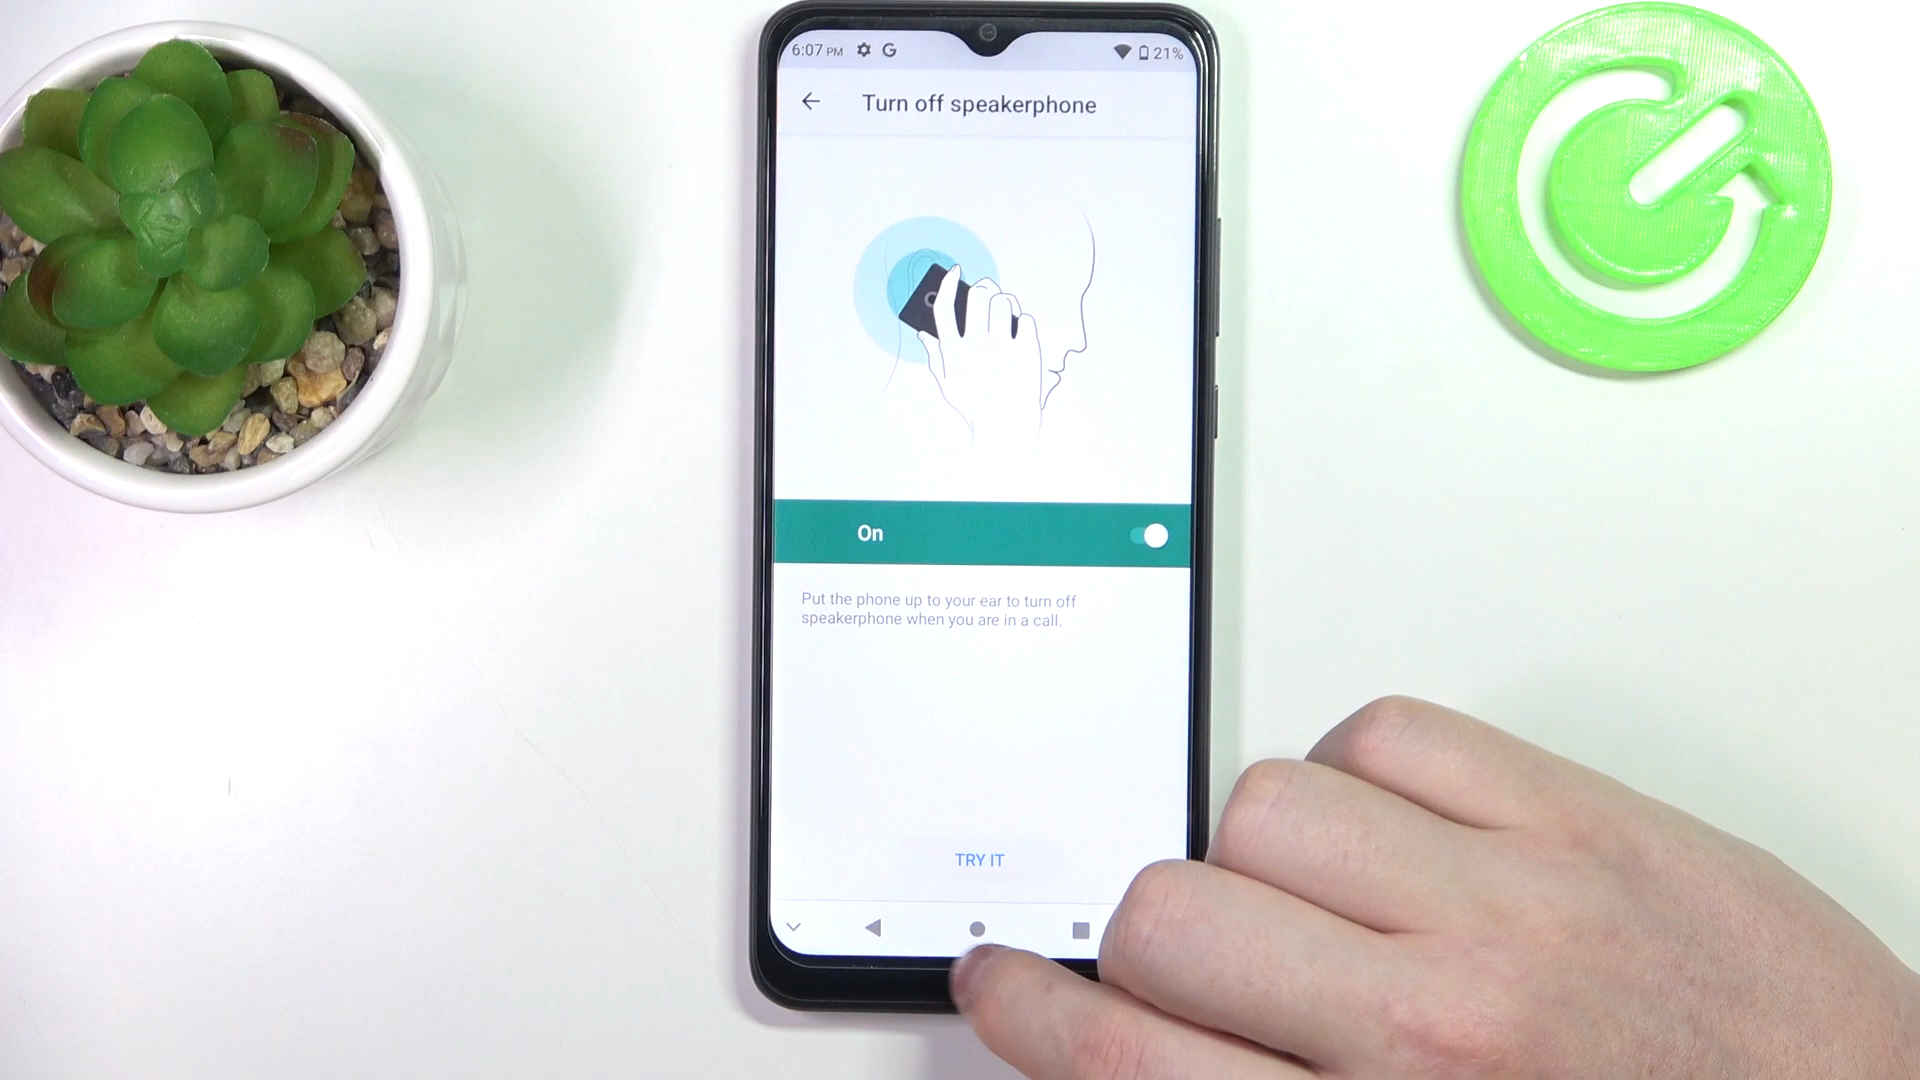 6:07 PM G 21%
Turn off speakerphone
On
Put the phone up to your ear to turn off
speakerphone when you are in a call.
TRY IT